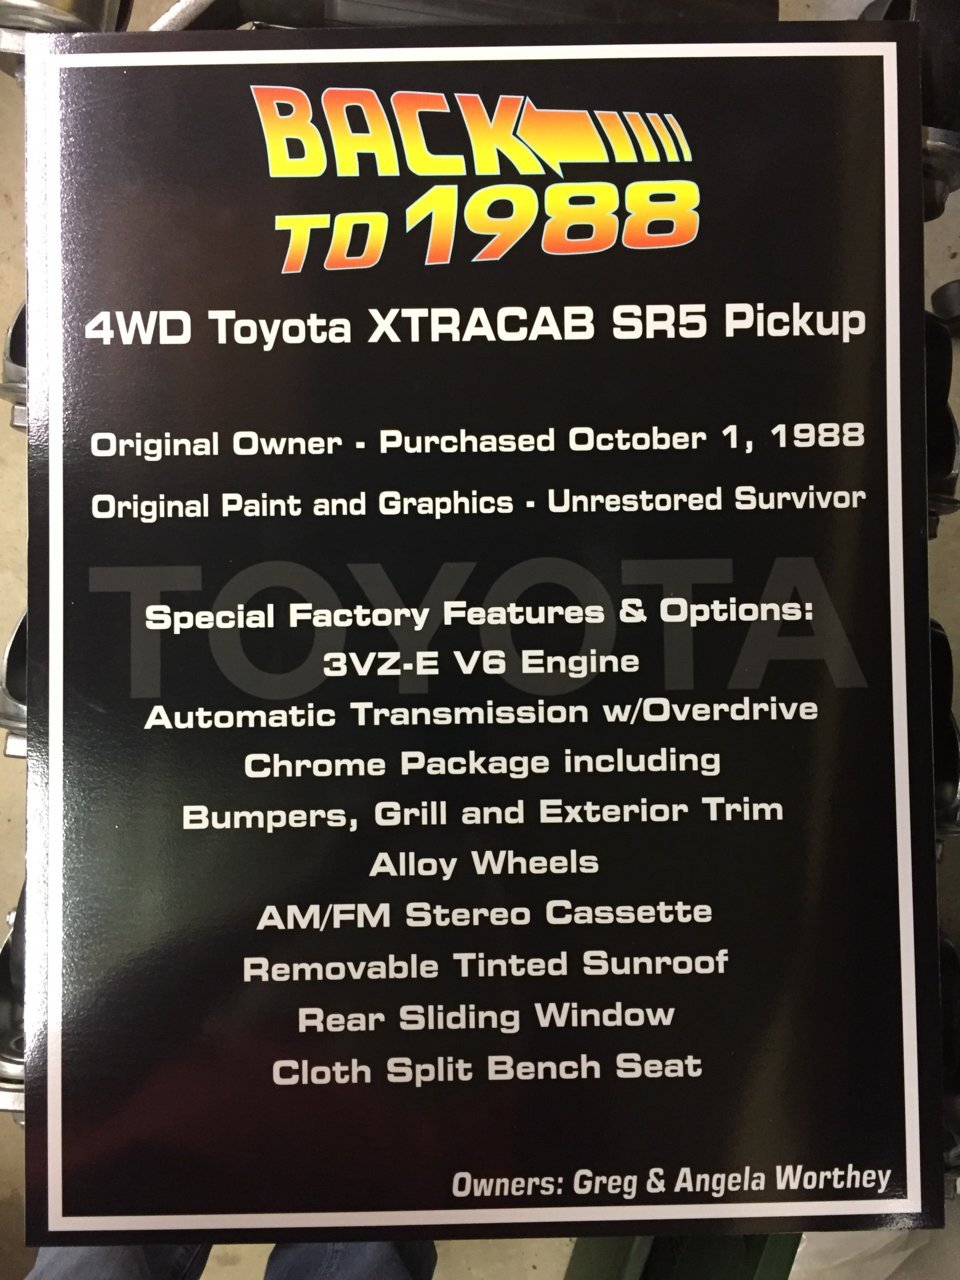 BACK
TO 1988
4WD Toyota XTRACAB SR5 Pickup
Original Owner - Purchased October 1, 1988
Original Paint and Graphics - Unrestored Survivor
TOYOTA
Special Factory Features & Options:
3VZ-E V6 Engine
Automatic Transmission w/Overdrive
Chrome Package including
Bumpers, Grill and Exterior Trim
Alloy Wheels
AM/FM Stereo Cassette
Removable Tinted Sunroof
Rear Sliding Window
Cloth Split Bench Seat
Owners: Greg & Angela Worthey